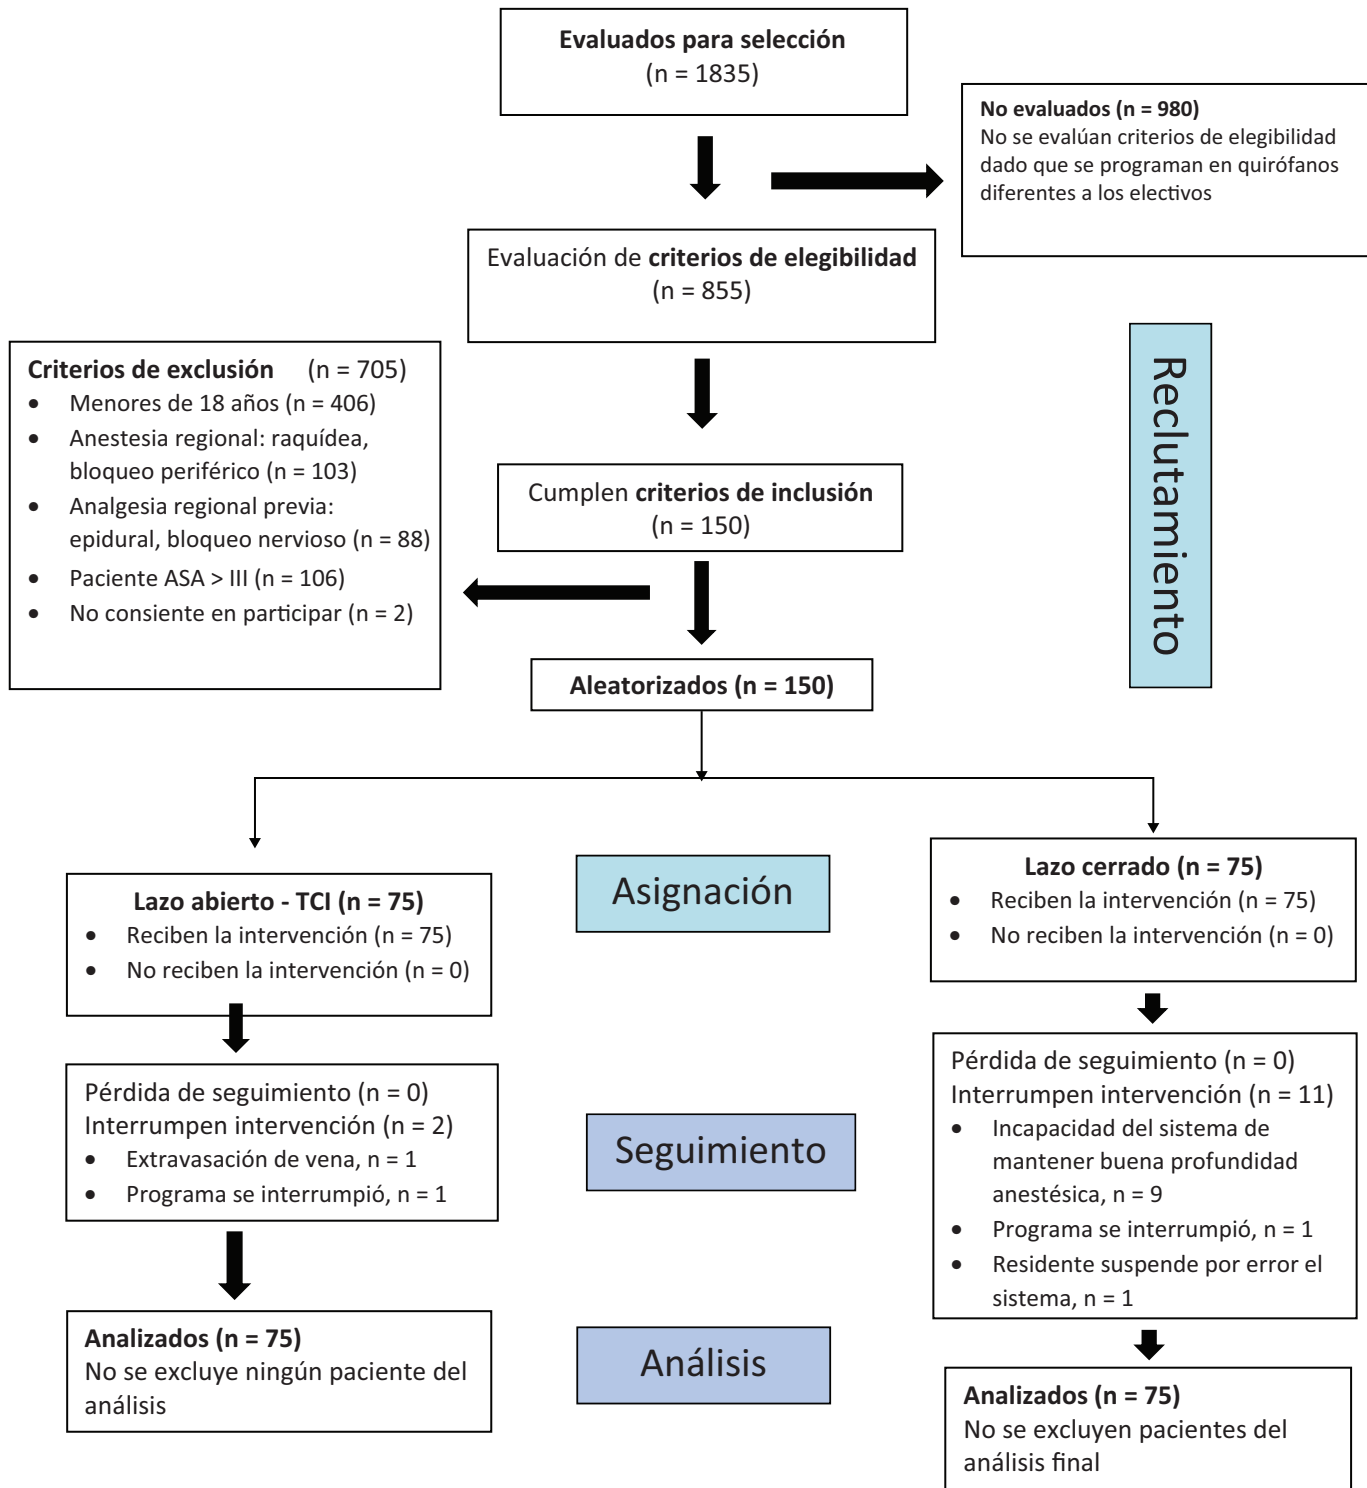 Evaluados para selección
(n = 1835)
No evaluados (n = 980)
No se evalúan criterios de elegibilidad
dado que se programan en quirófanos
diferentes a los electivos
Evaluación de criterios de elegibilidad
(n = 855)
Criterios de exclusión (n = 705)
• Menores de 18 años (n = 406)
• Anestesia regional: raquídea,
bloqueo periférico (n = 103)
• Analgesia regional previa:
epidural, bloqueo nervioso (n = 88)
• Paciente ASA > III (n = 106)
• No consiente en participar (n = 2)
Reclutamiento
Cumplen criterios de inclusión
(n = 150)
Aleatorizados (n = 150)
Asignación
Lazo abierto - TCI (n = 75)
• Reciben la intervención (n = 75)
• No reciben la intervención (n = 0)
Lazo cerrado (n = 75)
• Reciben la intervención (n = 75)
• No reciben la intervención (n = 0)
Seguimiento
Pérdida de seguimiento (n = 0)
Interrumpen intervención (n = 2)
• Extravasación de vena, n = 1
• Programa se interrumpió, n = 1
Pérdida de seguimiento (n = 0)
Interrumpen intervención (n = 11)
• Incapacidad del sistema de
mantener buena profundidad
anestésica, n = 9
• Programa se interrumpió, n = 1
• Residente suspende por error el
sistema, n = 1
Análisis
Analizados (n = 75)
No se excluye ningún paciente del
análisis
Analizados (n = 75)
No se excluyen pacientes del
análisis final